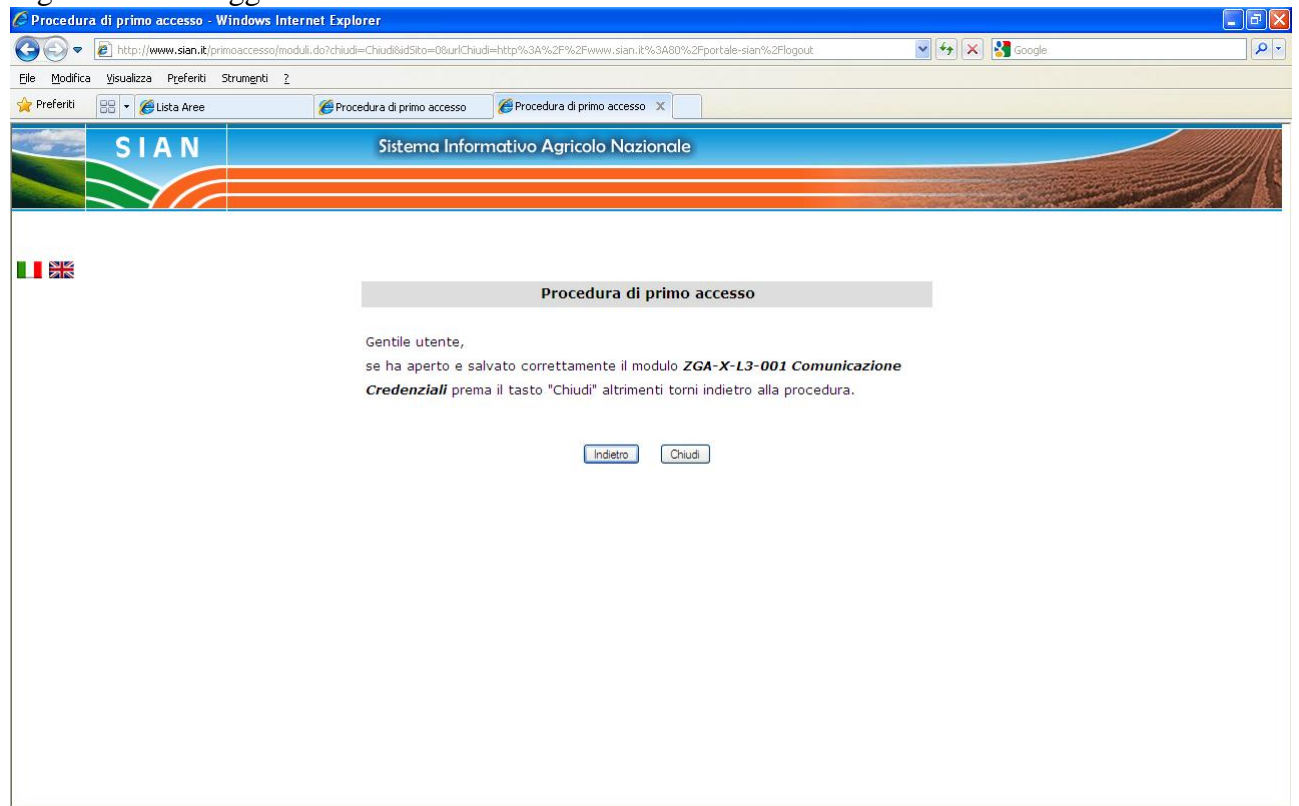 Procedura di primo accesso - Windows Internet Explorer
http://www.sian.it/primoaccesso/moduli.do?chiudi=Chiudi&idSito=0&urlChiudi=http%3A%2F%2Fwww.sian.it%3A80%2Fportale-sian%2Flogout
Google
File Modifica Visualizza Preferiti Strumenti ?
Preferiti Lista Aree Procedura di primo accesso Procedura di primo accesso X
SIAN Sistema Informativo Agricolo Nazionale
Procedura di primo accesso
Gentile utente,
se ha aperto e salvato correttamente il modulo ZGA-X-L3-001 Comunicazione
Credenziali prema il tasto "Chiudi" altrimenti torni indietro alla procedura.
Indietro Chiudi